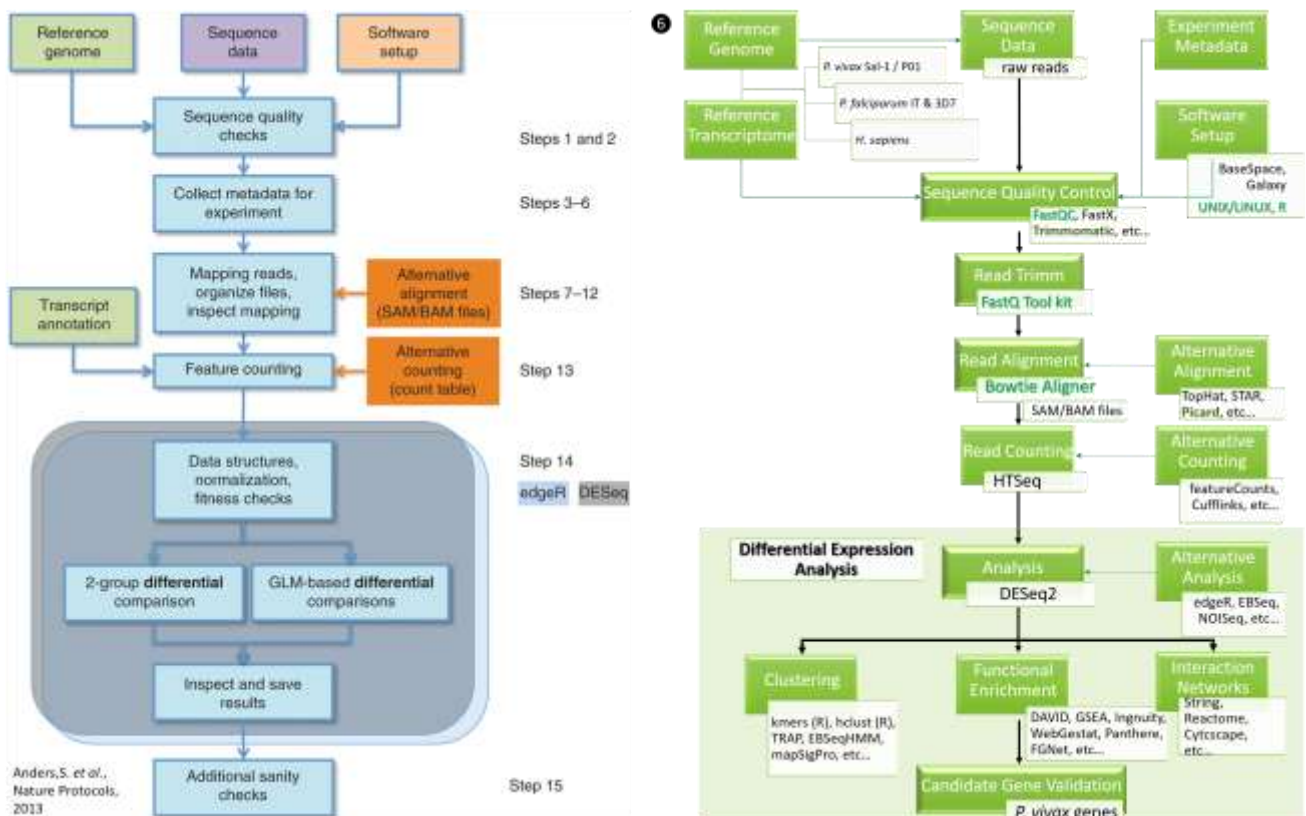 Reference
genome
Sequence
data
Software
setup
Sequence quality
checks
Steps 1 and 2
Collect metadata for
experiment
Steps 3–6
Mapping reads,
organize files,
inspect mapping
Alternative
alignment
(SAM/BAM files)
Steps 7–12
Transcript
annotation
Feature counting
Alternative
counting
(count table)
Step 13
Data structures,
normalization,
fitness checks
Step 14
edgeR DESeq
2-group differential
comparison
GLM-based differential
comparisons
Inspect and save
results
Additional sanity
checks
Step 15
Anders,S. et al.,
Nature Protocols,
2013
6
Reference
Genome
Sequence
Data
raw reads
Experiment
Metadata
P. vivax Sal-1 / P01
P. falciparum IT & 3D7
H. sapiens
Reference
Transcriptome
Software
Setup
BaseSpace,
Galaxy
UNIX/LINUX, R
Sequence Quality Control
FastQC, FastX,
Trimmomatic, etc...
Read Trimm
FastQ Tool kit
Read Alignment
Bowtie Aligner
SAM/BAM files
Alternative
Alignment
TopHat, STAR,
Picard, etc...
Read Counting
HTSeq
Alternative
Counting
featureCounts,
Cufflinks, etc...
Differential Expression
Analysis
Analysis
DESeq2
Alternative
Analysis
edgeR, EBSeq,
NOISeq, etc...
Clustering
kmers (R), hclust (R),
TRAP, EBSeqHMM,
mapSigPro, etc...
Functional
Enrichment
DAVID, GSEA, Ingnuity,
WebGestat, Panthere,
FGNet, etc...
Interaction
Networks
String,
Reactome,
Cytcscape,
etc...
Candidate Gene Validation
P. vivax genes